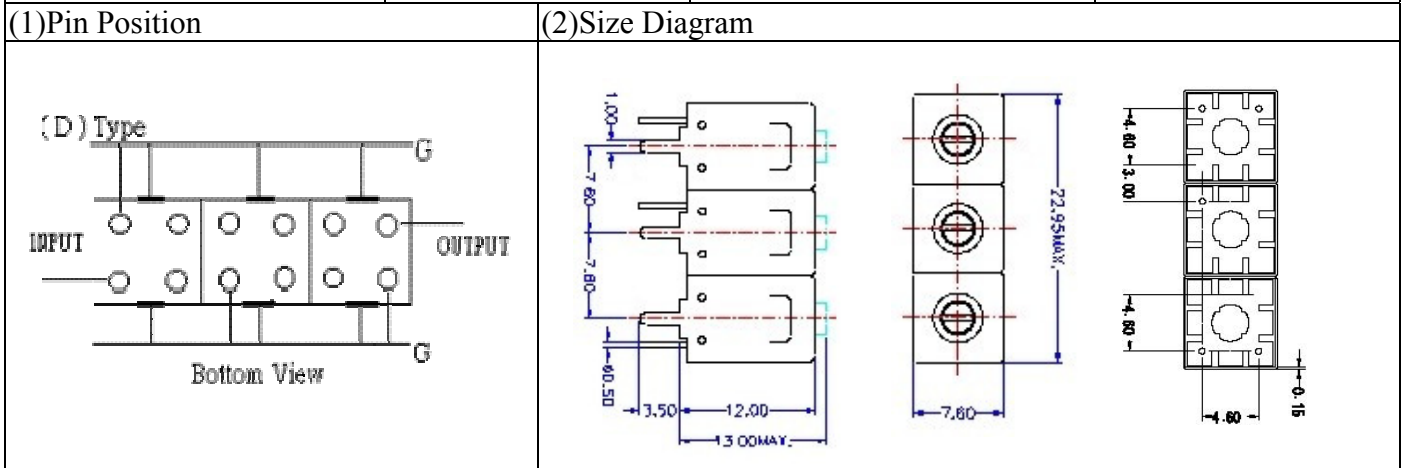 (1)Pin Position
(2)Size Diagram
(D)Type
G
INPUT
OUTPUT
G
Bottom View
1.00
7.60
7.80
0.50
3.50
12.00
13.00MAX.
22.95MAX.
7.60
4.60
3.00
4.60
0.15
4.60